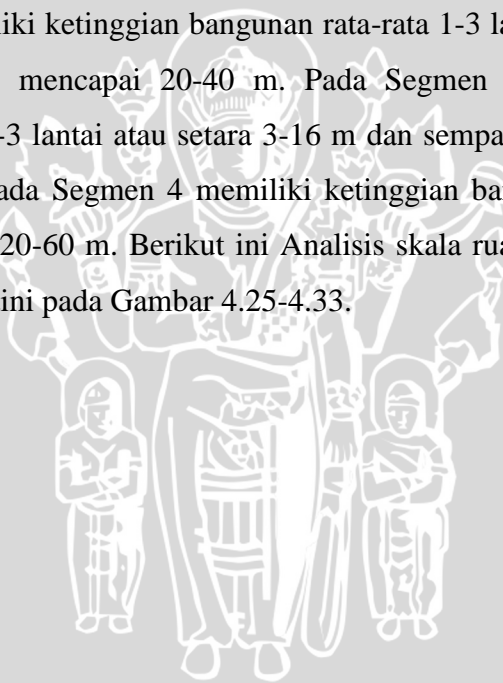 liki ketinggian bangunan rata-rata 1-3 la
mencapai 20-40 m. Pada Segmen
-3 lantai atau setara 3-16 m dan sempa
ada Segmen 4 memiliki ketinggian ba
20-60 m. Berikut ini Analisis skala rua
ini pada Gambar 4.25-4.33.